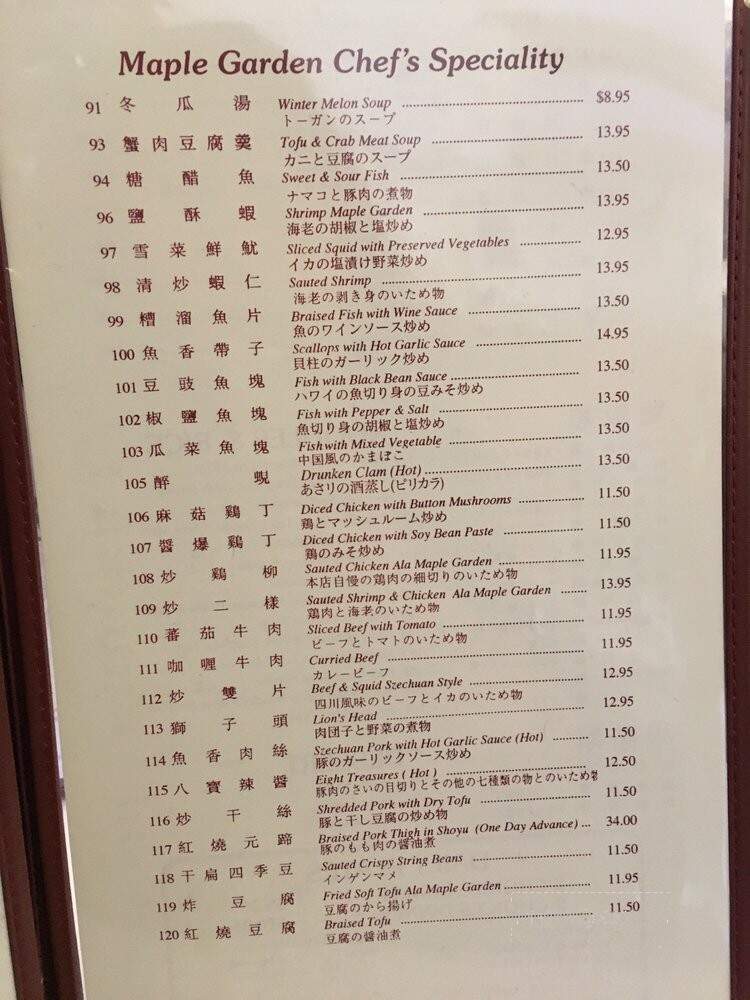 Maple Garden Chef's Speciality
91 冬瓜湯 Winter Melon Soup $8.95
トーガンのスープ
93 蟹肉豆腐羹 Tofu & Crab Meat Soup 13.95
カニと豆腐のスープ
94 糖醋魚 Sweet & Sour Fish 13.50
ナマコと豚肉の煮物
96 鹽酥蝦 Shrimp Maple Garden 13.95
海老の胡椒と塩炒め
97 雪菜鮮魷 Sliced Squid with Preserved Vegetables 12.95
イカの塩漬け野菜炒め
98 清炒蝦仁 Sauted Shrimp 13.95
海老の剥き身のいため物
99 糟溜魚片 Braised Fish with Wine Sauce 13.50
魚のワインソース炒め
100 魚香帶子 Scallops with Hot Garlic Sauce 14.95
貝柱のガーリック炒め
101 豆豉魚塊 Fish with Black Bean Sauce 13.50
ハワイの魚切り身の豆みそ炒め
102 椒鹽魚塊 Fish with Pepper & Salt 13.50
魚切り身の胡椒と塩炒め
103 瓜菜魚塊 Fish with Mixed Vegetable 13.50
中国風のかまぼこ
105 醉蜆 Drunken Clam (Hot) 13.50
あさリの酒蒸し(ピリカラ)
106 麻菇鷄丁 Diced Chicken with Button Mushrooms 11.50
鶏とマッシュルーム炒め
107 醬爆鷄丁 Diced Chicken with Soy Bean Paste 11.50
鶏のみそ炒め
108 炒鷄柳 Sauted Chicken Ala Maple Garden 11.95
本店自慢の鶏肉の細切りのいため物
109 炒二樣 Sauted Shrimp & Chicken Ala Maple Garden 13.95
鶏肉と海老のいため物
110 蕃茄牛肉 Sliced Beef with Tomato 11.95
ビーフとトマトのいため物
111 咖喱牛肉 Curried Beef 11.95
カレービーフ
112 炒雙片 Beef & Squid Szechuan Style 12.95
四川風味のビーフとイカのいため物
113 獅子頭 Lion's Head 12.95
肉団子と野菜の煮物
114 魚香肉絲 Szechuan Pork with Hot Garlic Sauce (Hot) 11.50
豚のガーリックソース炒め
115 八寶辣醬 Eight Treasures ( Hot ) 12.50
豚肉のさいの目切りとその他の七種類の物とのいため物
116 炒干絲 Shredded Pork with Dry Tofu 11.50
豚と干し豆腐の炒め物
117 紅燒元蹄 Braised Pork Thigh in Shoyu (One Day Advance) 34.00
豚のもも肉の醤油煮
118 干扁四季豆 Sauted Crispy String Beans 11.50
インゲンマメ
119 炸豆腐 Fried Soft Tofu Ala Maple Garden 11.95
豆腐のから揚げ
120 紅燒豆腐 Braised Tofu 11.50
豆腐の醤油煮